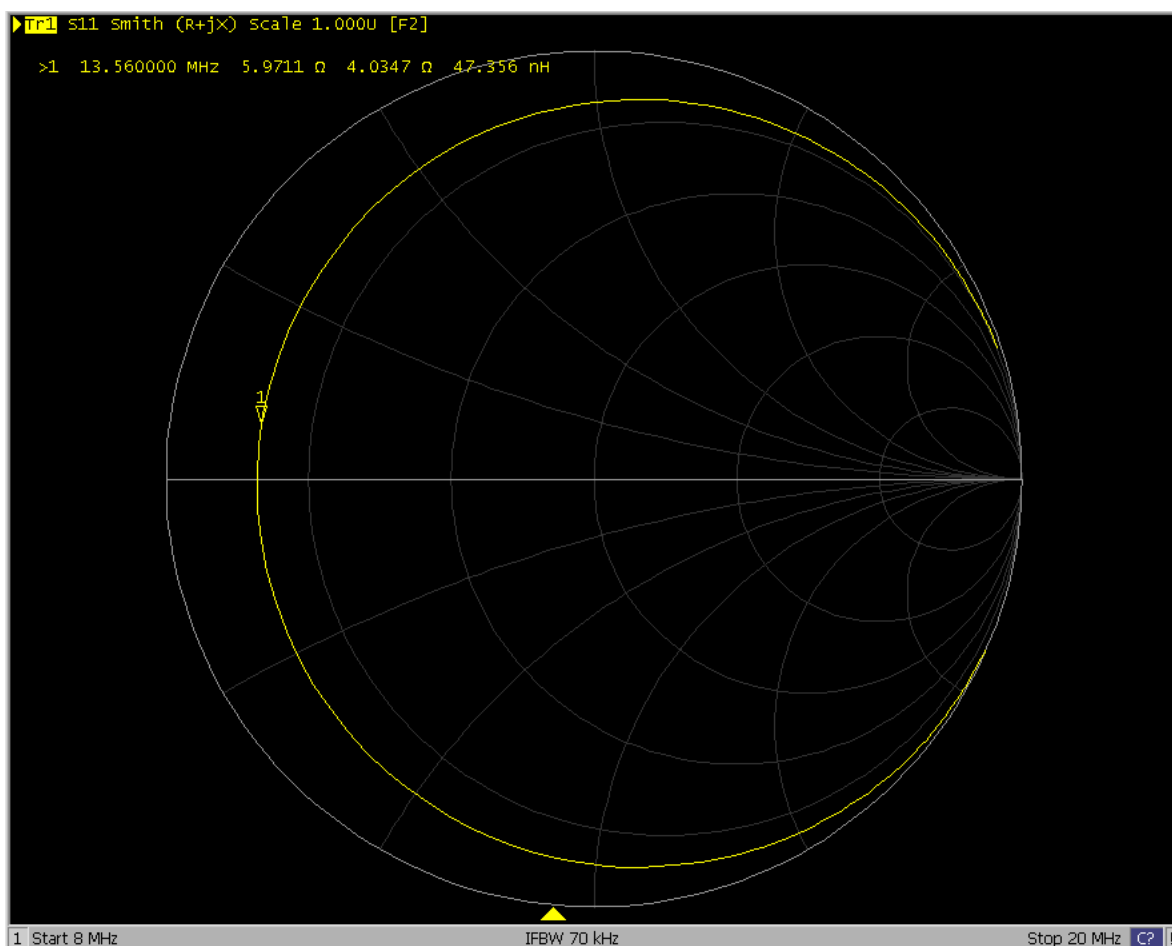 Tr1 S11 Smith (R+jX) Scale 1.000U [F2]
>1 13.560000 MHz 5.9711 Ω 4.0347 Ω 47.356 nH
1
1 Start 8 MHz IFBW 70 kHz Stop 20 MHz C?